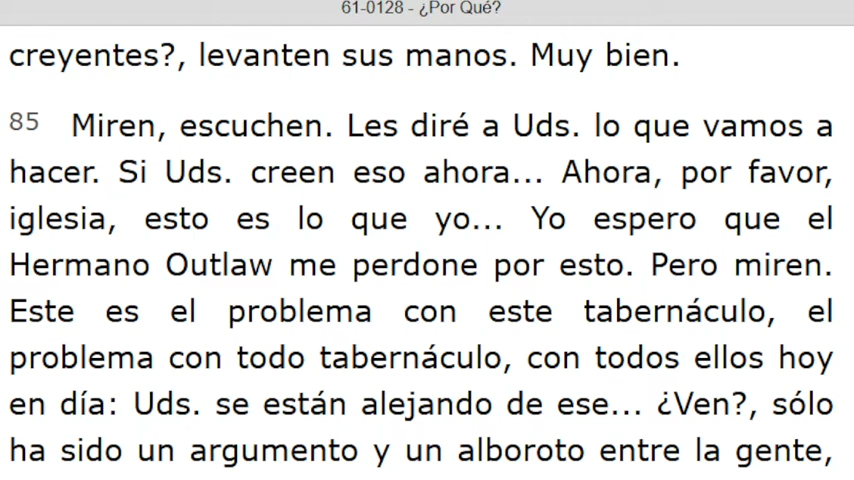 61-0128 - ¿Por Qué?
creyentes?, levanten sus manos. Muy bien.
85 Miren, escuchen. Les diré a Uds. lo que vamos a
hacer. Si Uds. creen eso ahora... Ahora, por favor,
iglesia, esto es lo que yo... Yo espero que el
Hermano Outlaw me perdone por esto. Pero miren.
Este es el problema con este tabernáculo, el
problema con todo tabernáculo, con todos ellos hoy
en día: Uds. se están alejando de ese... ¿Ven?, sólo
ha sido un argumento y un alboroto entre la gente,